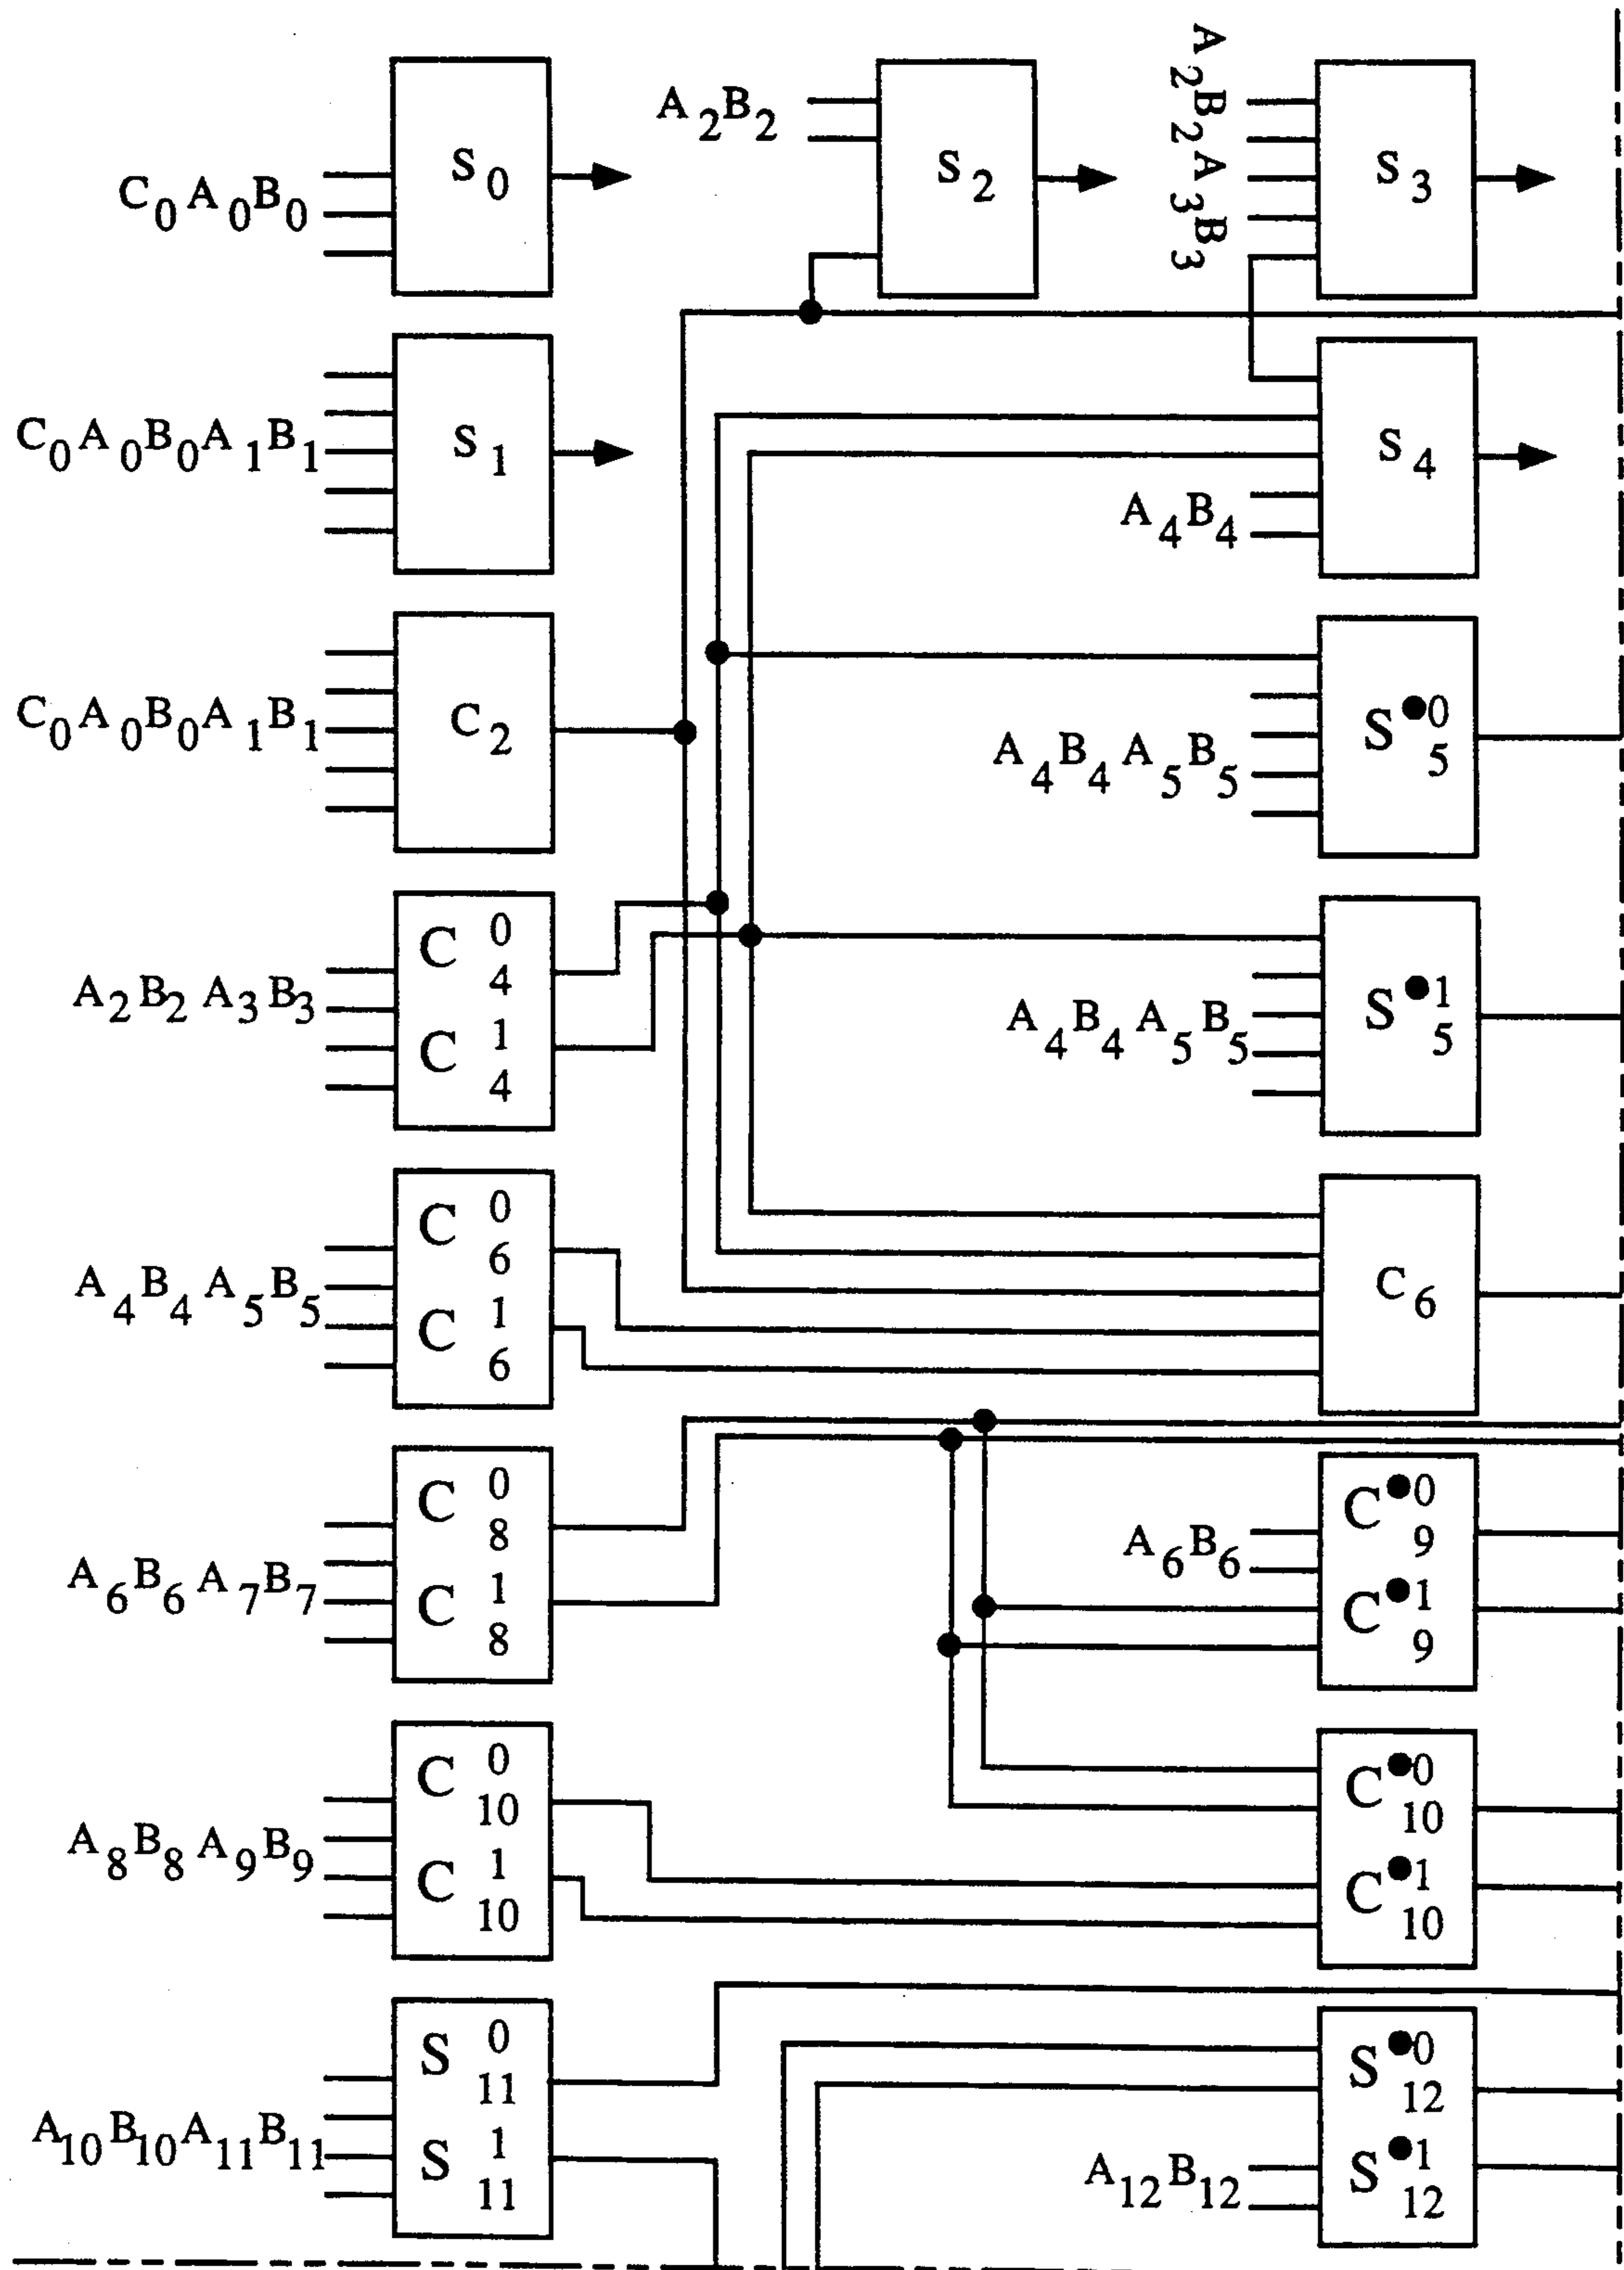 C0A0B0
S0
A2B2
S2
A2B2A3B3
S3
C0A0B0A1B1
S1
A4B4
S4
C0A0B0A1B1
C2
A4B4A5B5
S●0 5
A2B2A3B3
C 0 4
C 1 4
A4B4A5B5
S●1 5
A4B4A5B5
C 0 6
C 1 6
C6
A6B6A7B7
C 0 8
C 1 8
A6B6
C●0 9
C●1 9
A8B8A9B9
C 0 10
C 1 10
C●0 10
C●1 10
A10B10A11B11
S 0 11
S 1 11
A12B12
S●0 12
S●1 12